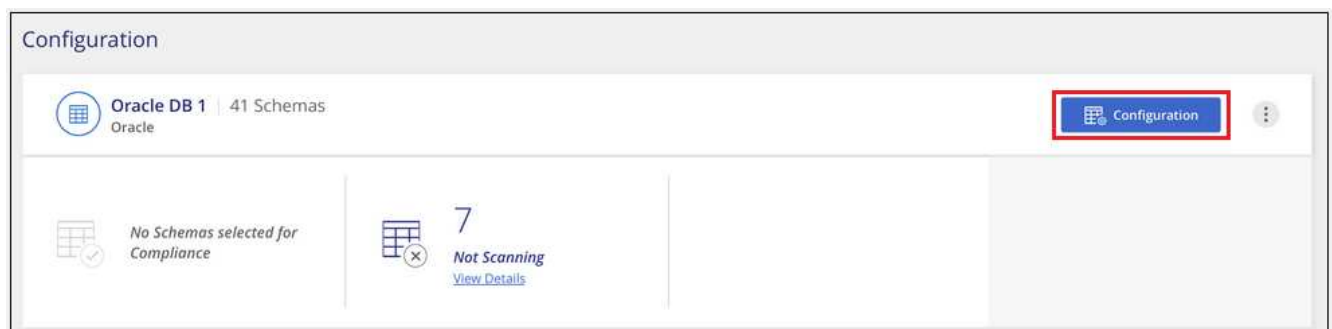 Configuration
Oracle DB 1 | 41 Schemas
Oracle
Configuration
No Schemas selected for
Compliance
7
Not Scanning
View Details